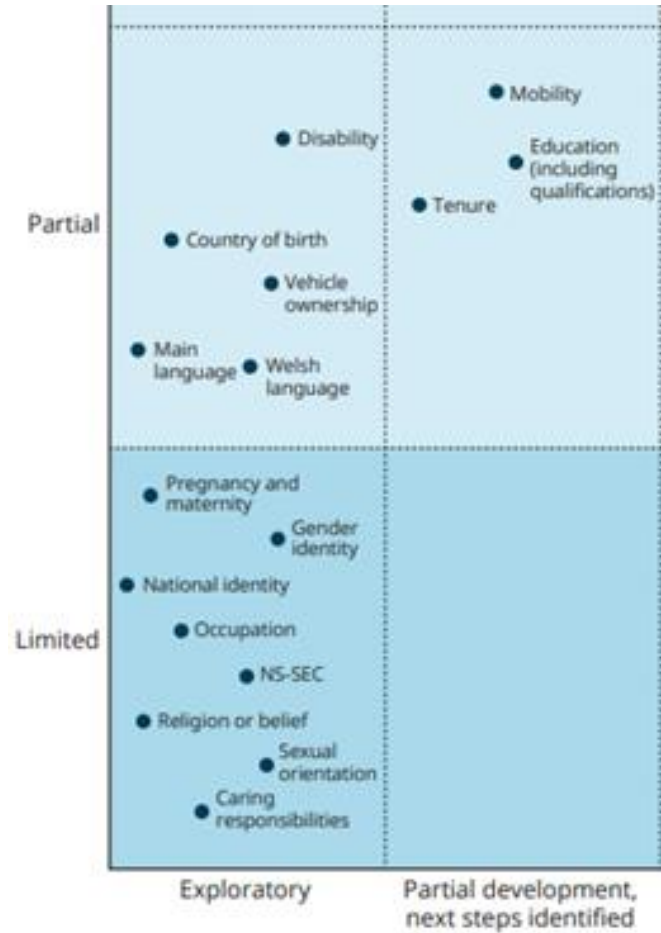 Mobility
Disability
Education
(including
qualifications)
Tenure
Partial
Country of birth
Vehicle
ownership
Main
language
Welsh
language
Pregnancy and
maternity
Gender
identity
National identity
Occupation
Limited
NS-SEC
Religion or belief
Sexual
orientation
Caring
responsibilities
Exploratory
Partial development,
next steps identified